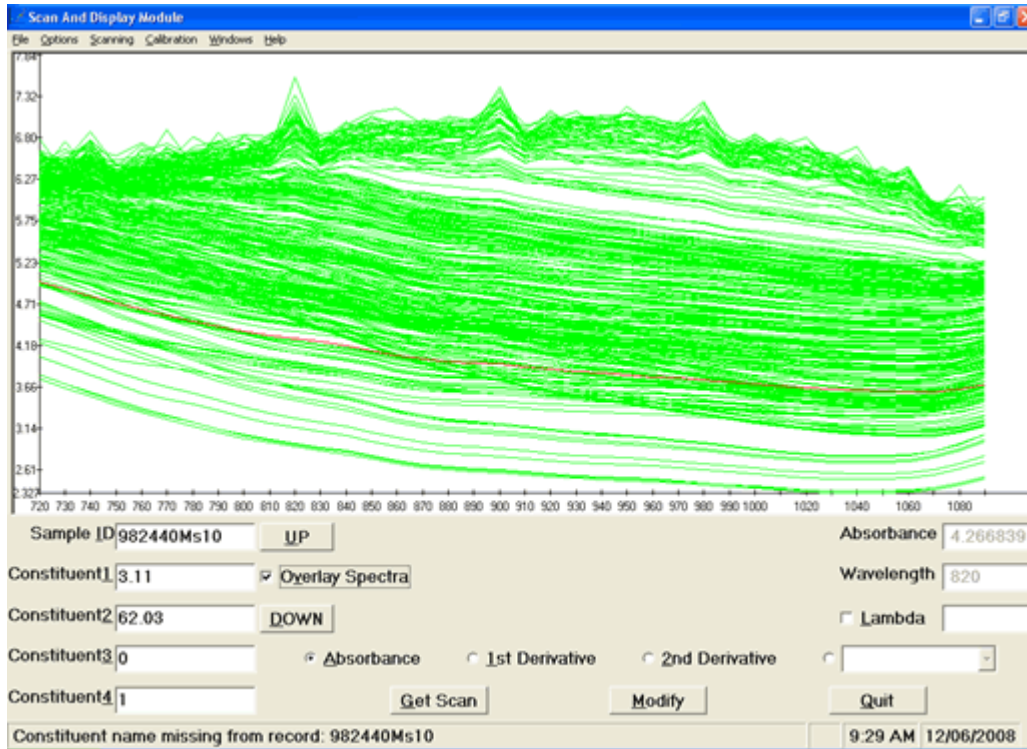 Scan And Display Module
File Options Scanning Calibration Windows Help
7.84
7.32
6.80
6.27
5.75
5.23
4.71
4.18
3.66
3.14
2.61
2.327
720 730 740 750 760 770 780 790 800 810 820 830 840 850 860 870 880 890 900 910 920 930 940 950 960 970 980 990 1000 1020 1040 1060 1080
Sample ID 982440Ms10 UP Absorbance 4.266839
Constituent1 3.11 Overlay Spectra Wavelength 820
Constituent2 62.03 DOWN Lambda
Constituent3 0 Absorbance 1st Derivative 2nd Derivative
Constituent4 1 Get Scan Modify Quit
Constituent name missing from record: 982440Ms10 9:29 AM 12/06/2008